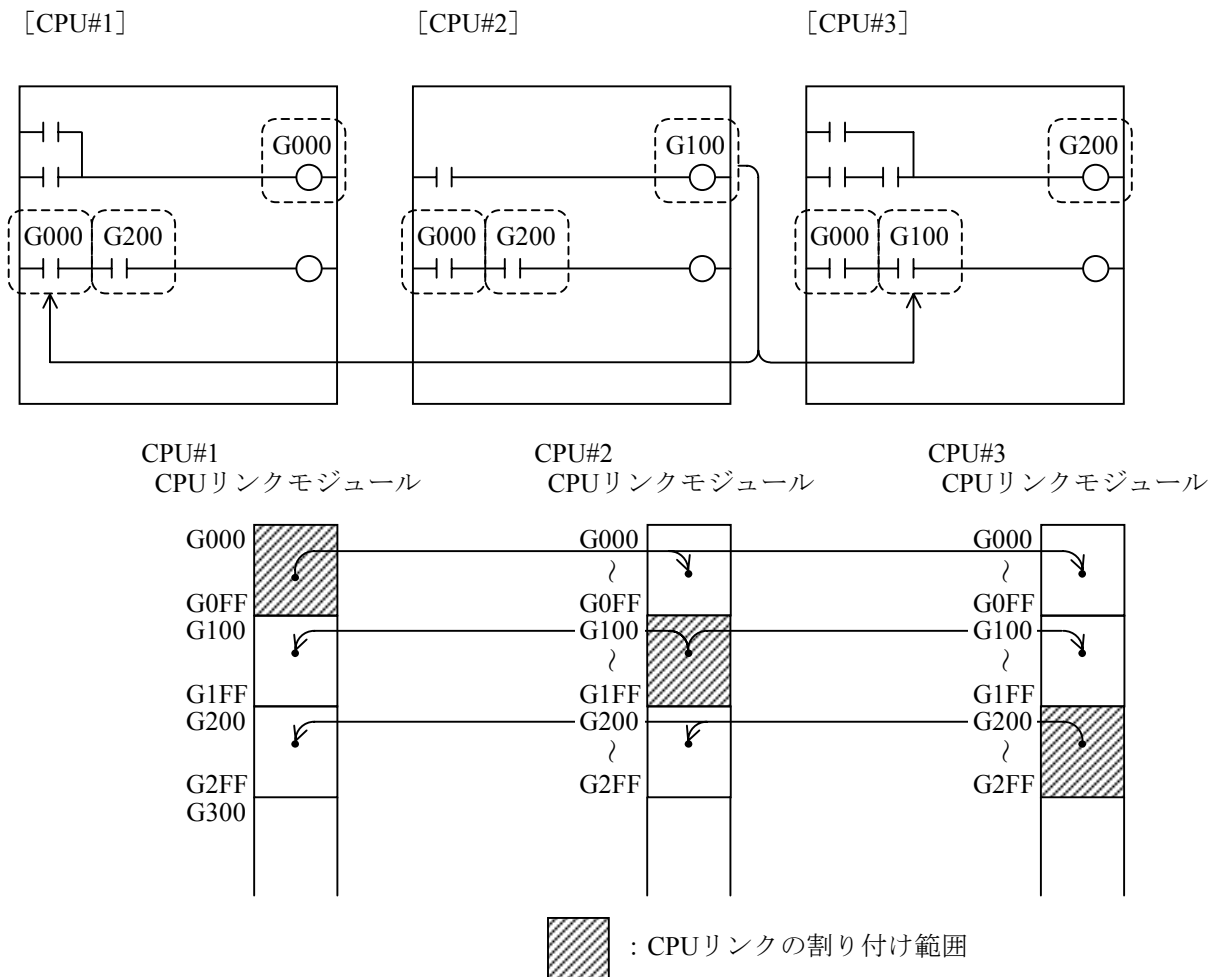 ［CPU#1］
［CPU#2］
［CPU#3］
G000
G100
G200
G000 G200
G000 G200
G000 G100
CPU#1
CPUリンクモジュール
CPU#2
CPUリンクモジュール
CPU#3
CPUリンクモジュール
G000
G0FF
G100
G1FF
G200
G2FF
G300
G000
～
G0FF
G100
～
G1FF
G200
～
G2FF
G000
～
G0FF
G100
～
G1FF
G200
～
G2FF
：CPUリンクの割り付け範囲